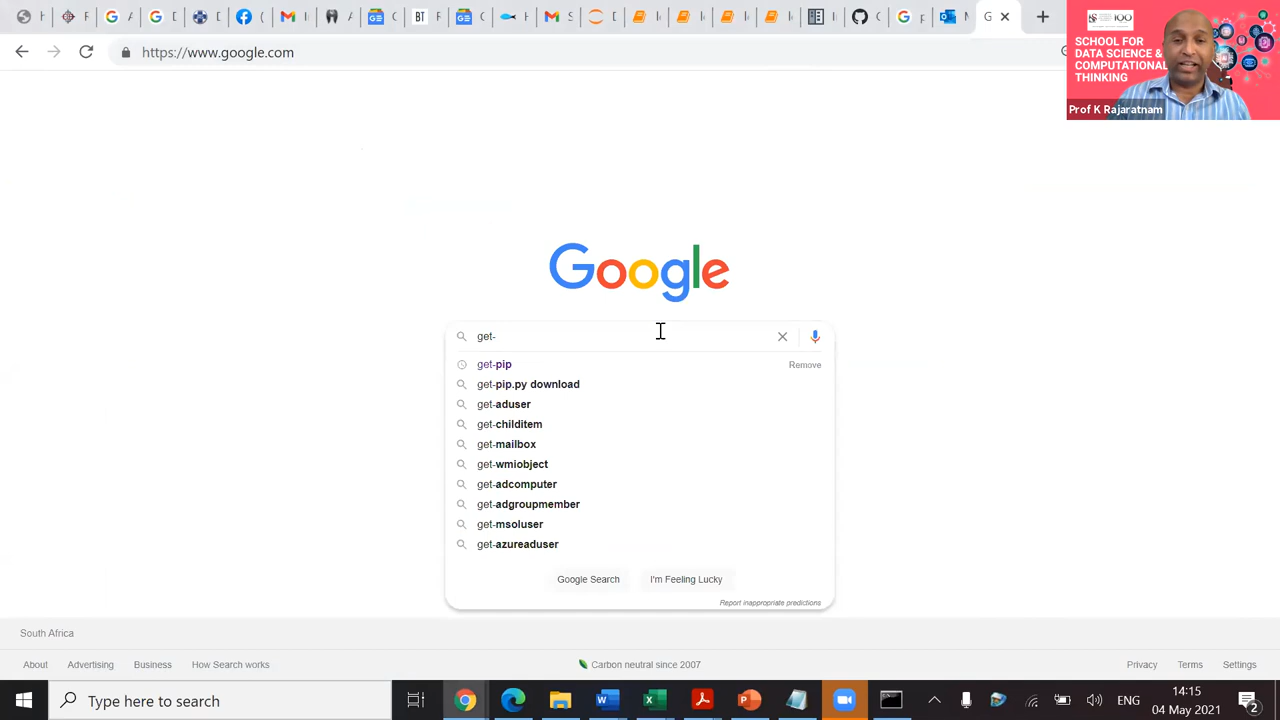 G
A
F
G
A
G
D
F
M
A
BT
F
M
G
p
N
G
https://www.google.com
100
SCHOOL FOR
DATA SCIENCE &
COMPUTATIONAL
THINKING
Prof K Rajaratnam
Google
get-
get-pip
Remove
get-pip.py download
get-aduser
get-childitem
get-mailbox
get-wmiobject
get-adcomputer
get-adgroupmember
get-msoluser
get-azureaduser
Google Search
I'm Feeling Lucky
Report inappropriate predictions
South Africa
About
Advertising
Business
How Search works
Carbon neutral since 2007
Privacy
Terms
Settings
Type here to search
ENG
14:15
04 May 2021
2